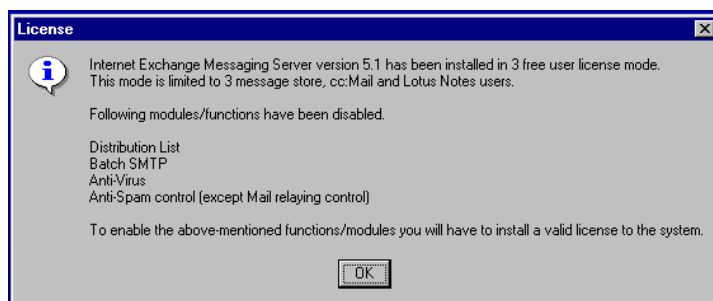 License
Internet Exchange Messaging Server version 5.1 has been installed in 3 free user license mode.
This mode is limited to 3 message store, cc:Mail and Lotus Notes users.
Following modules/functions have been disabled.
Distribution List
Batch SMTP
Anti-Virus
Anti-Spam control (except Mail relaying control)
To enable the above-mentioned functions/modules you will have to install a valid license to the system.
OK